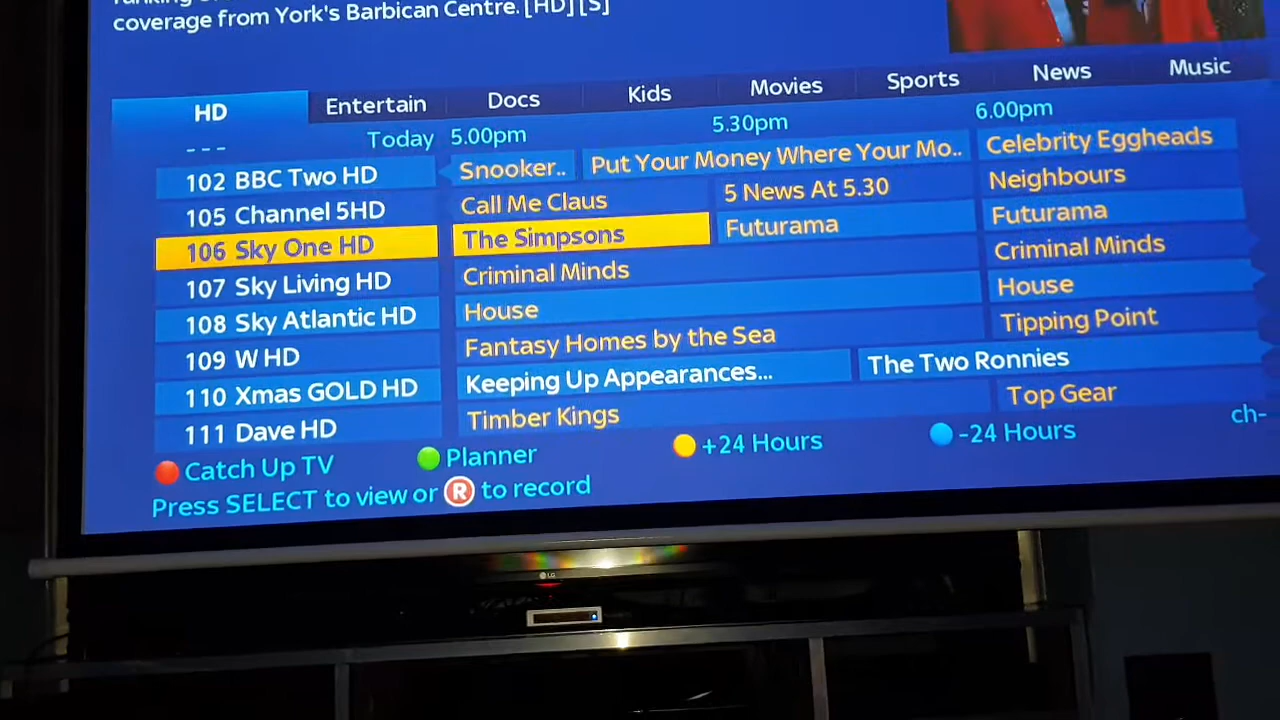 coverage from York's Barbican Centre. [HD] [S]
HD Entertain Docs Kids Movies Sports News Music
--- Today 5.00pm 5.30pm 6.00pm
102 BBC Two HD Snooker.. Put Your Money Where Your Mo.. Celebrity Eggheads
105 Channel 5HD Call Me Claus 5 News At 5.30 Neighbours
106 Sky One HD The Simpsons Futurama Futurama
107 Sky Living HD Criminal Minds Criminal Minds
108 Sky Atlantic HD House House
109 W HD Fantasy Homes by the Sea Tipping Point
110 Xmas GOLD HD Keeping Up Appearances... The Two Ronnies
111 Dave HD Timber Kings Top Gear
Catch Up TV Planner +24 Hours -24 Hours ch-
Press SELECT to view or R to record
LG